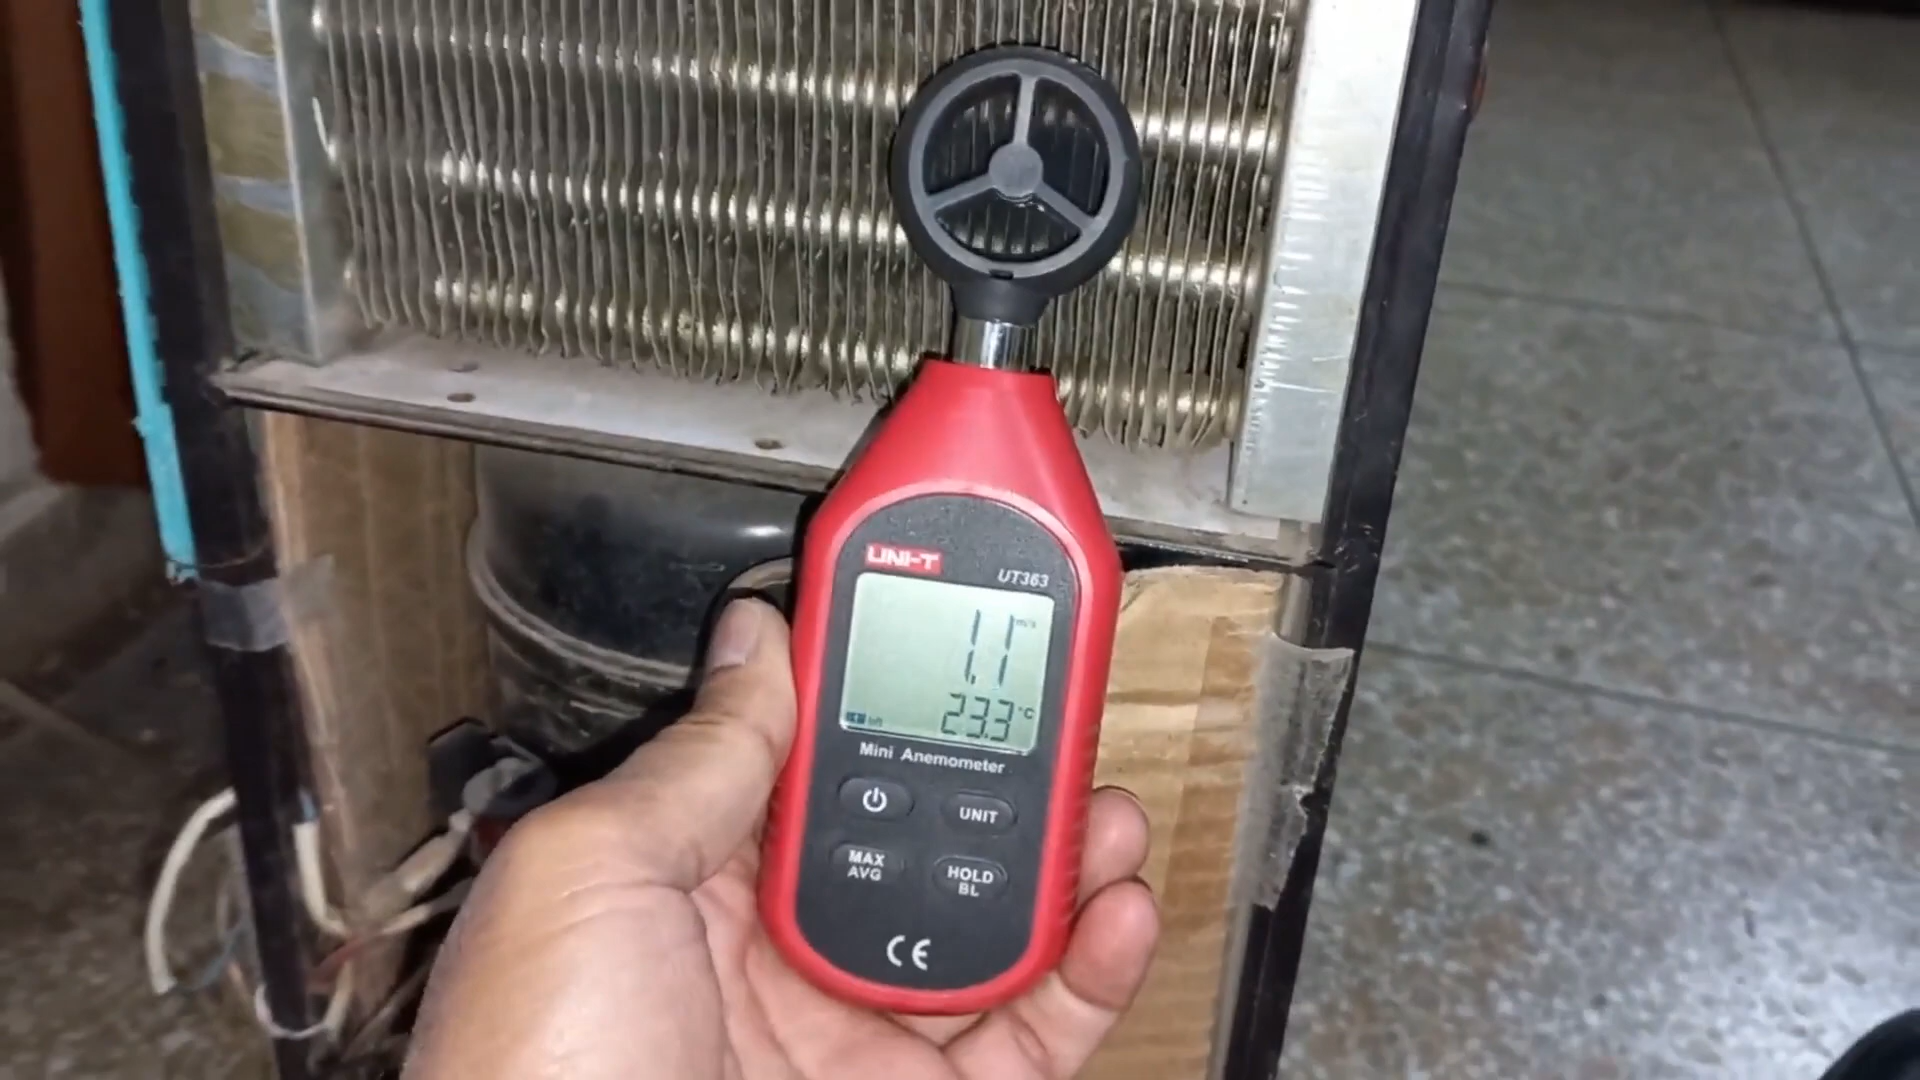 UNI-T
UT363
1.1 m/s
23.3 °C
Mini Anemometer
UNIT
MAX
AVG
HOLD
BL
CE